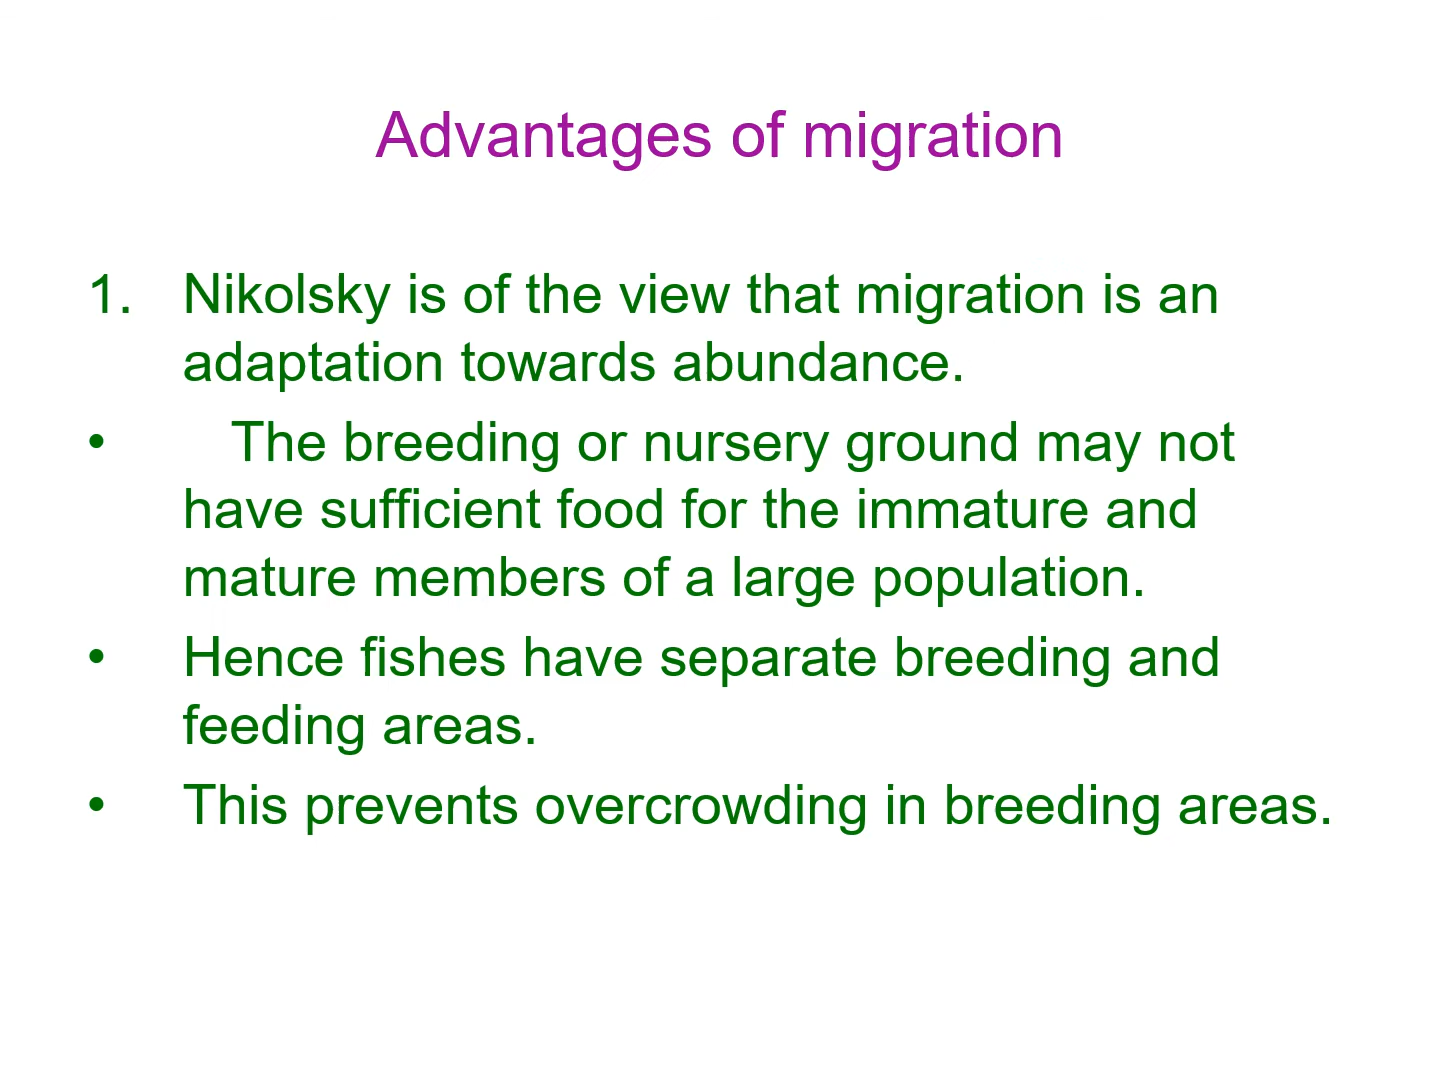 Advantages of migration
1. Nikolsky is of the view that migration is an
adaptation towards abundance.
• The breeding or nursery ground may not
have sufficient food for the immature and
mature members of a large population.
• Hence fishes have separate breeding and
feeding areas.
• This prevents overcrowding in breeding areas.